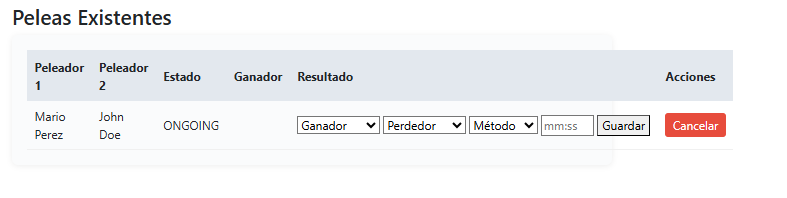 Peleas Existentes
Peleador 1 Peleador 2 Estado Ganador Resultado Acciones
Mario Perez John Doe ONGOING Ganador Perdedor Método mm:ss Guardar Cancelar